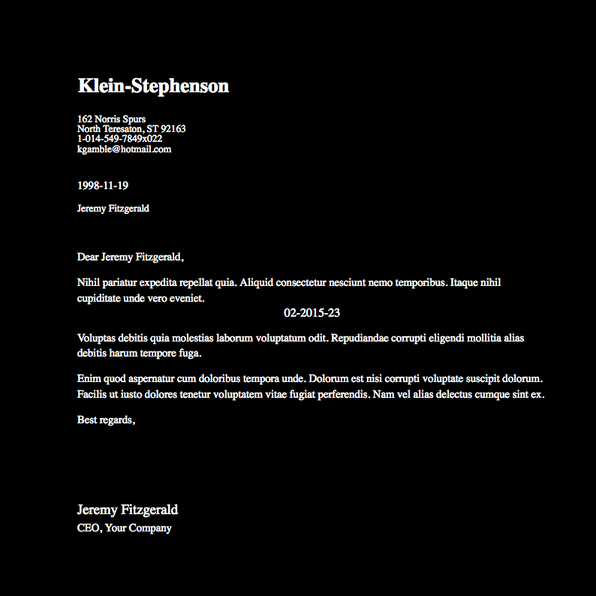 Klein-Stephenson
162 Norris Spurs
North Teresaton, ST 92163
1-014-549-7849x022
kgamble@hotmail.com
1998-11-19
Jeremy Fitzgerald
Dear Jeremy Fitzgerald,
Nihil pariatur expedita repellat quia. Aliquid consectetur nesciunt nemo temporibus. Itaque nihil
cupiditate unde vero eveniet.
02-2015-23
Voluptas debitis quia molestias laborum voluptatum odit. Repudiandae corrupti eligendi mollitia alias
debitis harum tempore fuga.
Enim quod aspernatur cum doloribus tempora unde. Dolorum est nisi corrupti voluptate suscipit dolorum.
Facilis ut iusto dolores tenetur voluptatem vitae fugiat perferendis. Nam vel alias delectus cumque sint ex.
Best regards,
Jeremy Fitzgerald
CEO, Your Company